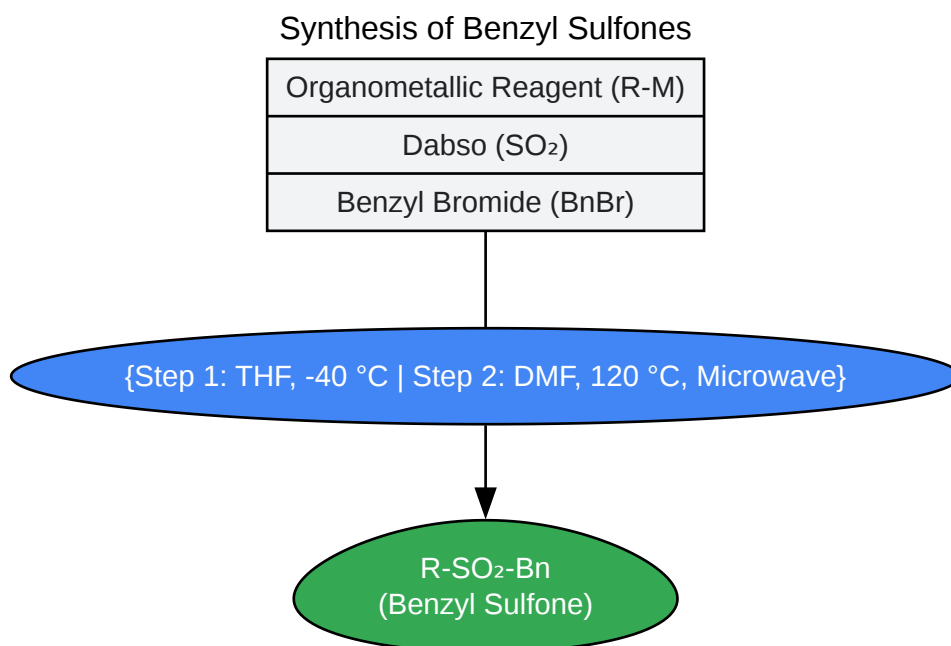 Synthesis of Benzyl Sulfones
Organometallic Reagent (R-M)
Dabso (SO₂)
Benzyl Bromide (BnBr)
{Step 1: THF, -40 °C | Step 2: DMF, 120 °C, Microwave}
R-SO₂-Bn
(Benzyl Sulfone)